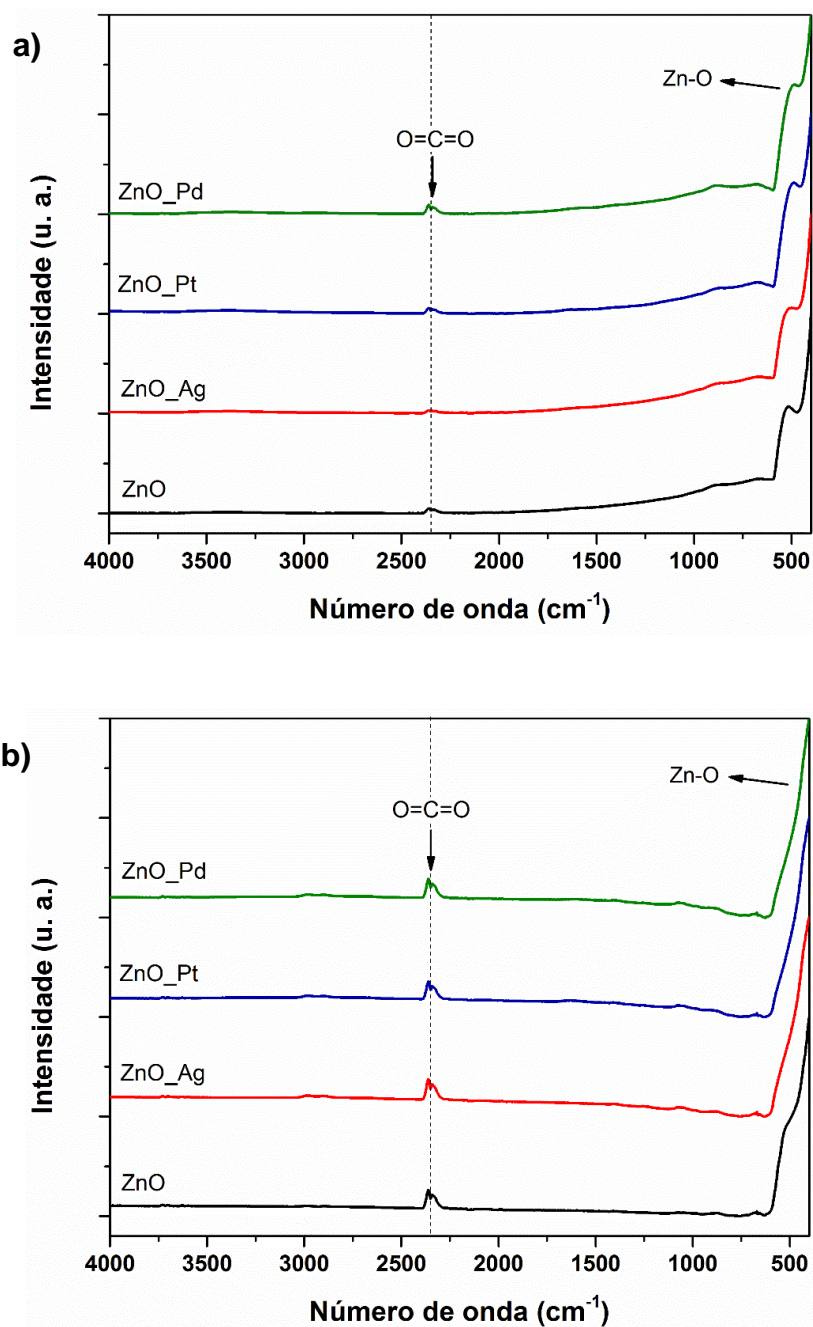 a)
Zn-O
O=C=O
ZnO_Pd
ZnO_Pt
ZnO_Ag
ZnO
Intensidade (u. a.)
4000 3500 3000 2500 2000 1500 1000 500
Número de onda (cm-1)
b)
Zn-O
O=C=O
ZnO_Pd
ZnO_Pt
ZnO_Ag
ZnO
Intensidade (u. a.)
4000 3500 3000 2500 2000 1500 1000 500
Número de onda (cm-1)